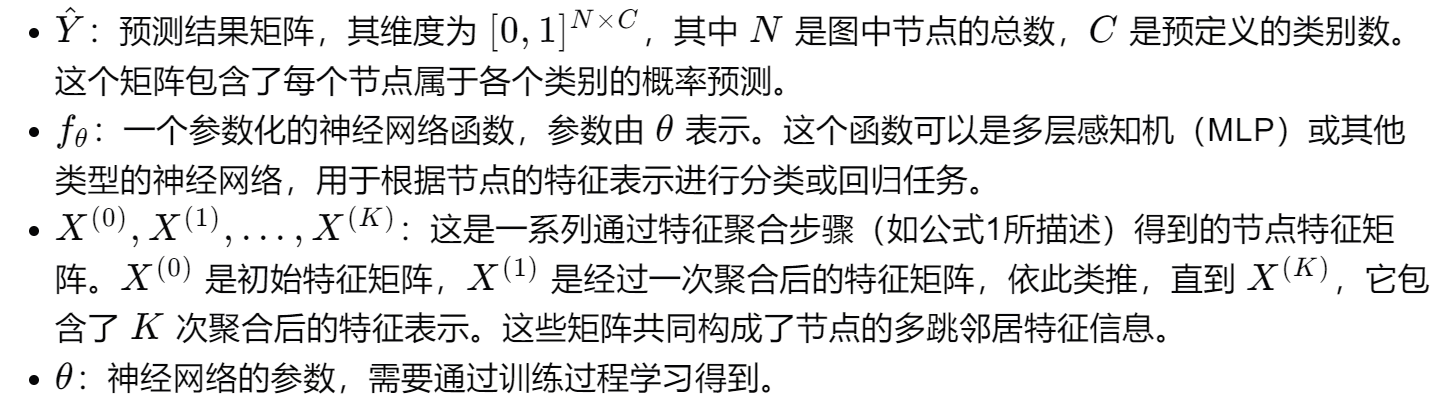 • $\hat{Y}$：预测结果矩阵，其维度为 $[0, 1]^{N \times C}$，其中 $N$ 是图中节点的总数，$C$ 是预定义的类别数。
这个矩阵包含了每个节点属于各个类别的概率预测。
• $f_\theta$：一个参数化的神经网络函数，参数由 $\theta$ 表示。这个函数可以是多层感知机（MLP）或其他
类型的神经网络，用于根据节点的特征表示进行分类或回归任务。
• $X^{(0)}, X^{(1)}, \ldots, X^{(K)}$：这是一系列通过特征聚合步骤（如公式1所描述）得到的节点特征矩
阵。$X^{(0)}$ 是初始特征矩阵，$X^{(1)}$ 是经过一次聚合后的特征矩阵，依此类推，直到 $X^{(K)}$，它包
含了 $K$ 次聚合后的特征表示。这些矩阵共同构成了节点的多跳邻居特征信息。
• $\theta$：神经网络的参数，需要通过训练过程学习得到。